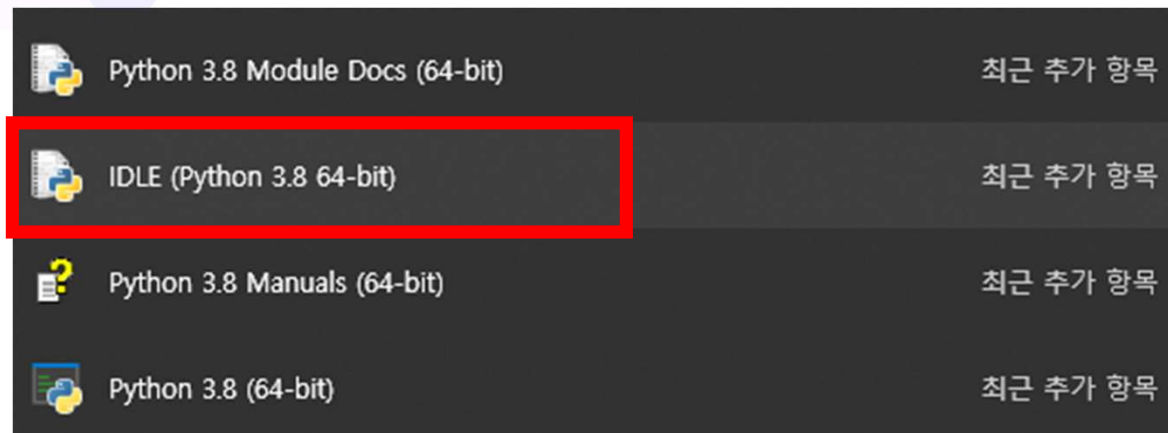 Python 3.8 Module Docs (64-bit) 최근 추가 항목
IDLE (Python 3.8 64-bit) 최근 추가 항목
Python 3.8 Manuals (64-bit) 최근 추가 항목
Python 3.8 (64-bit) 최근 추가 항목